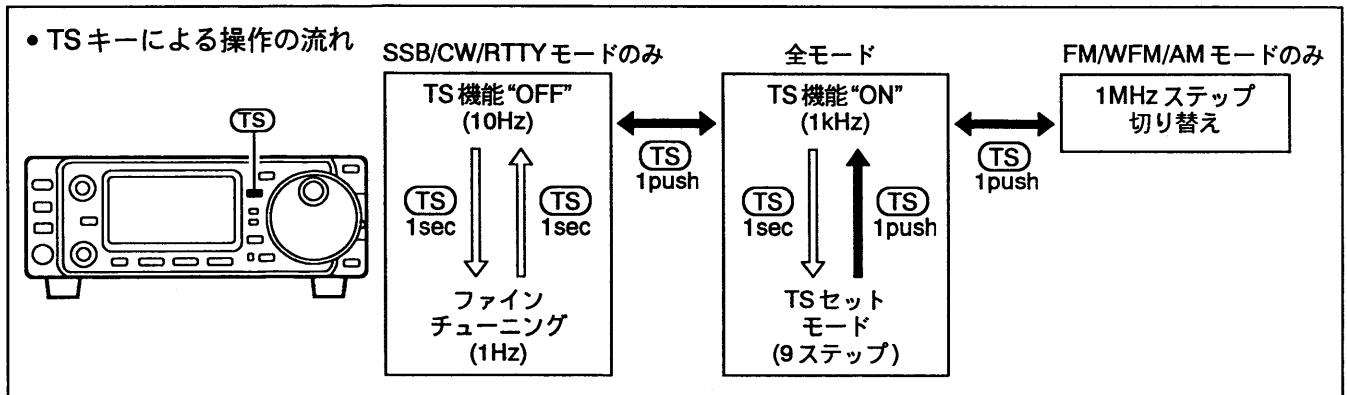 • TSキーによる操作の流れ
TS
SSB/CW/RTTYモードのみ
TS機能“OFF”
(10Hz)
TS
1sec
TS
1sec
ファイン
チューニング
(1Hz)
TS
1push
全モード
TS機能“ON”
(1kHz)
TS
1sec
TS
1push
TSセット
モード
(9ステップ)
TS
1push
FM/WFM/AMモードのみ
1MHzステップ
切り替え